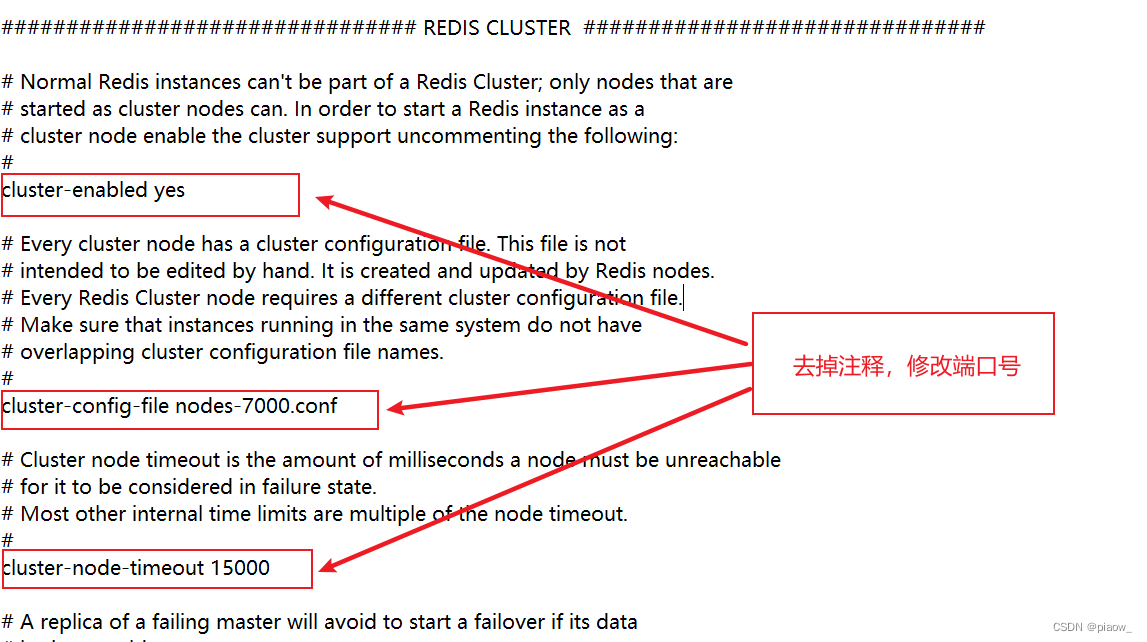 ################################ REDIS CLUSTER  ###############################
# Normal Redis instances can't be part of a Redis Cluster; only nodes that are
# started as cluster nodes can. In order to start a Redis instance as a
# cluster node enable the cluster support uncommenting the following:
#
cluster-enabled yes
# Every cluster node has a cluster configuration file. This file is not
# intended to be edited by hand. It is created and updated by Redis nodes.
# Every Redis Cluster node requires a different cluster configuration file.
# Make sure that instances running in the same system do not have
# overlapping cluster configuration file names.
#
cluster-config-file nodes-7000.conf
去掉注释，修改端口号
# Cluster node timeout is the amount of milliseconds a node must be unreachable
# for it to be considered in failure state.
# Most other internal time limits are multiple of the node timeout.
#
cluster-node-timeout 15000
# A replica of a failing master will avoid to start a failover if its data
CSDN @piaow_